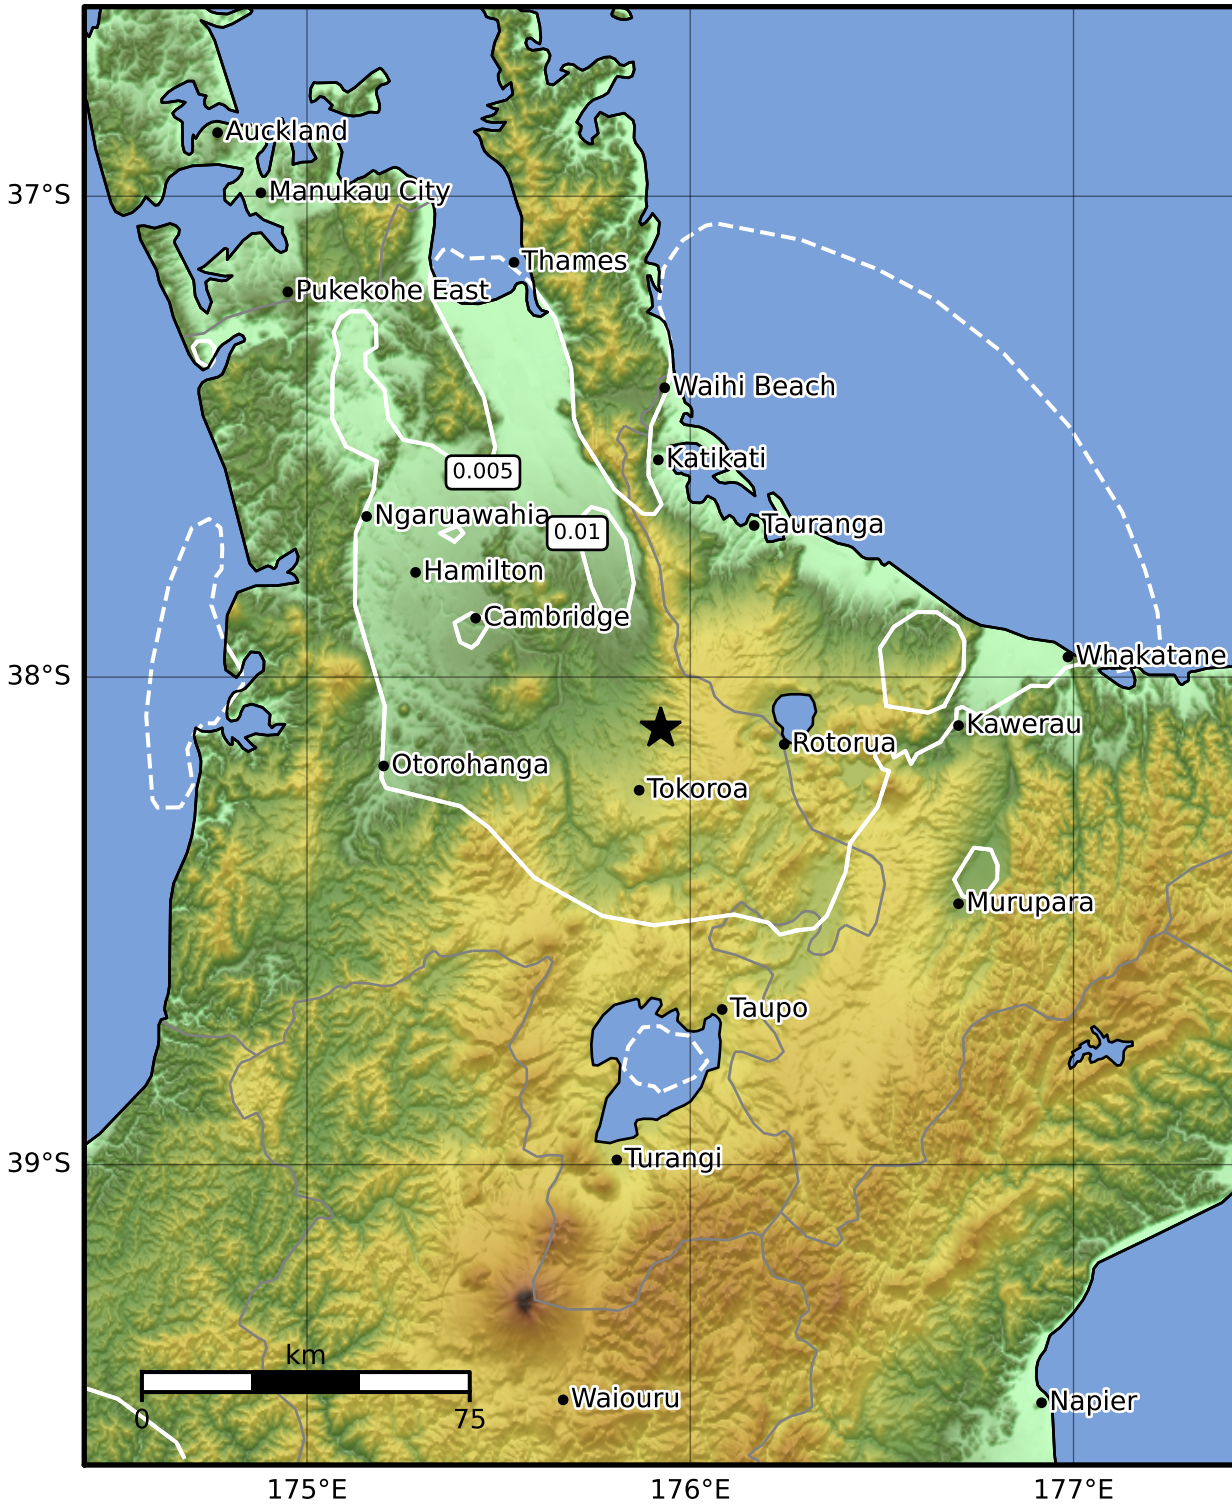 Auckland
37°S
Manukau City
Thames
Pukekohe East
Waihi Beach
Katikati
0.005
Ngaruawahia
0.01
Tauranga
Hamilton
Cambridge
Whakatane
38°S
Kawerau
Rotorua
Otorohanga
Tokoroa
Murupara
Taupo
Turangi
39°S
km
0
75
Waiouru
Napier
175°E
176°E
177°E